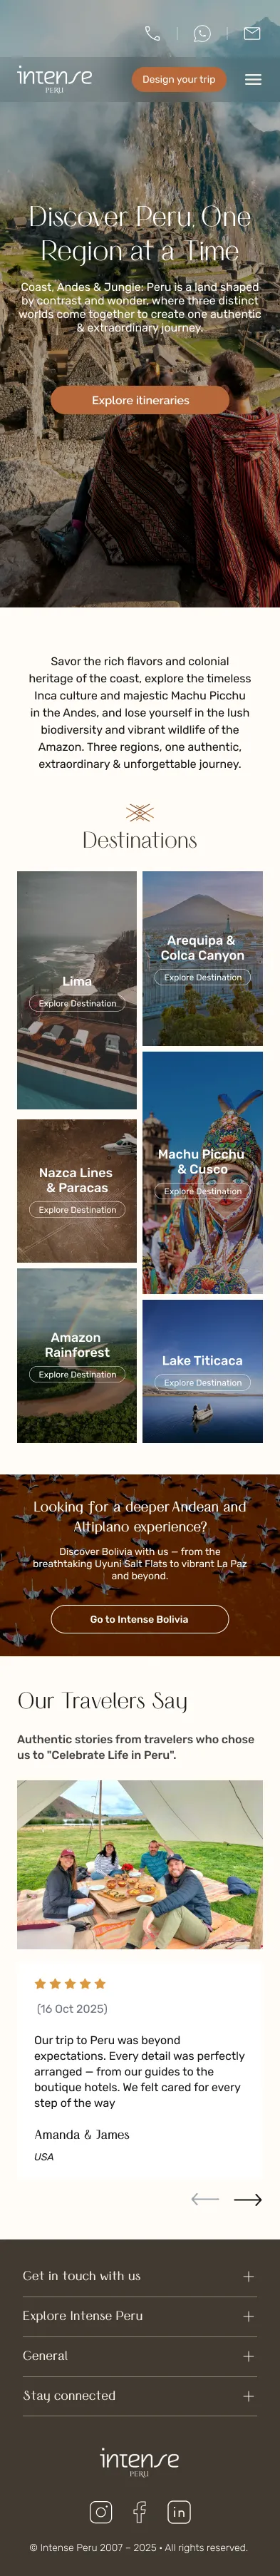 intense
PERU
Design your trip
Discover Peru, One
Region at a Time
Coast, Andes & Jungle: Peru is a land shaped
by contrast and wonder, where three distinct
worlds come together to create one authentic
& extraordinary journey.
Explore itineraries
Savor the rich flavors and colonial
heritage of the coast, explore the timeless
Inca culture and majestic Machu Picchu
in the Andes, and lose yourself in the lush
biodiversity and vibrant wildlife of the
Amazon. Three regions, one authentic,
extraordinary & unforgettable journey.
Destinations
Lima
Explore Destination
Arequipa &
Colca Canyon
Explore Destination
Nazca Lines
& Paracas
Explore Destination
Machu Picchu
& Cusco
Explore Destination
Amazon
Rainforest
Explore Destination
Lake Titicaca
Explore Destination
Looking for a deeper Andean and
Altiplano experience?
Discover Bolivia with us — from the
breathtaking Uyuni Salt Flats to vibrant La Paz
and beyond.
Go to Intense Bolivia
Our Travelers Say
Authentic stories from travelers who chose
us to "Celebrate Life in Peru".
(16 Oct 2025)
Our trip to Peru was beyond
expectations. Every detail was perfectly
arranged — from our guides to the
boutique hotels. We felt cared for every
step of the way
Amanda & James
USA
Get in touch with us
Explore Intense Peru
General
Stay connected
intense
PERU
© Intense Peru 2007 – 2025 • All rights reserved.